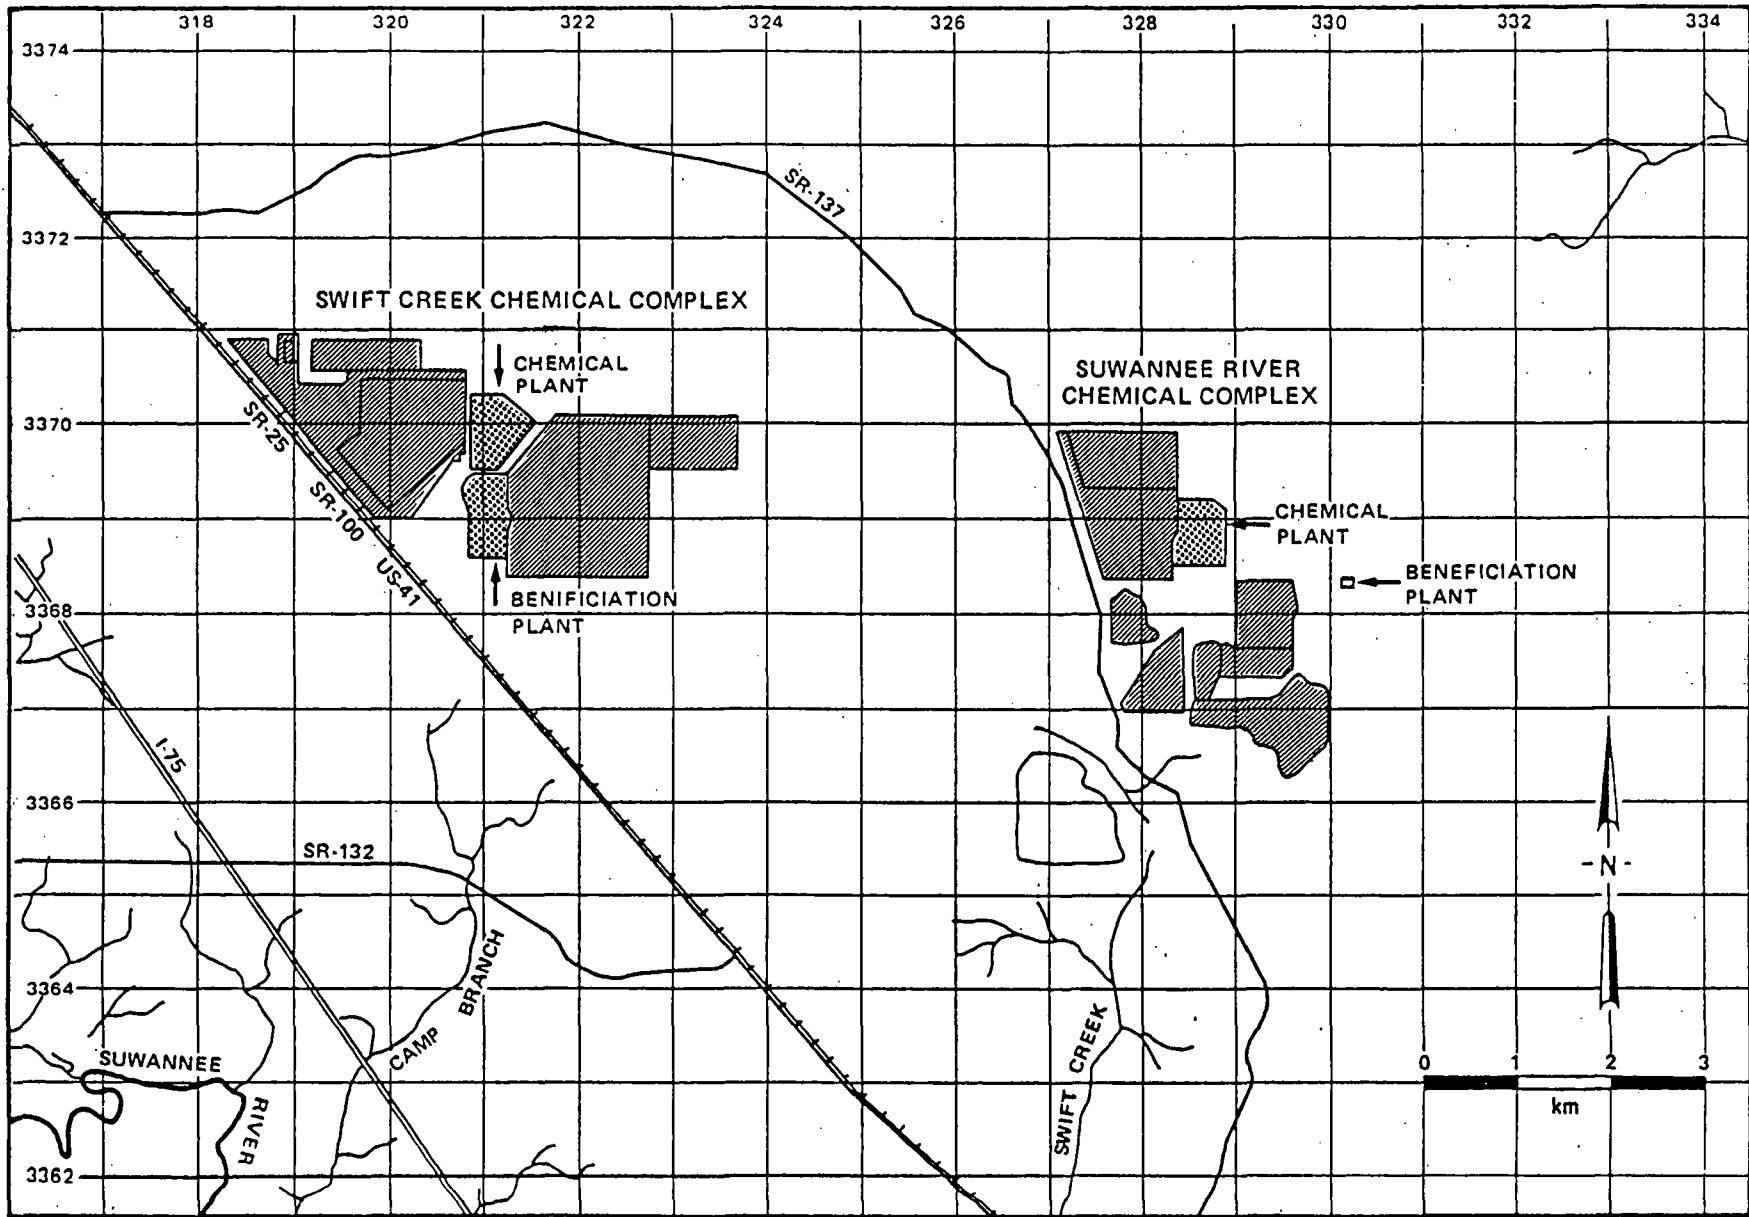 318 320 322 324 326 328 330 332 334
3374
SR-137
3372
SWIFT CREEK CHEMICAL COMPLEX
CHEMICAL
PLANT
SUWANNEE RIVER
CHEMICAL COMPLEX
3370
SR-25
SR-100
US-41
CHEMICAL
PLANT
BENIFICIATION
PLANT
BENEFICIATION
PLANT
3368
I-75
3366
SR-132
- N -
3364
CAMP BRANCH
SUWANNEE
RIVER
SWIFT CREEK
0 1 2 3
km
3362